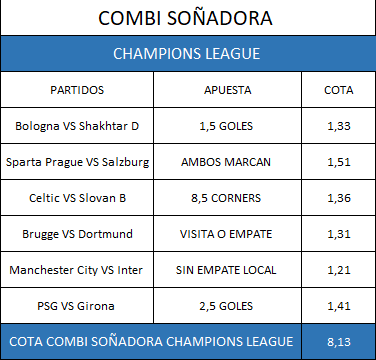 COMBI SOÑADORA
CHAMPIONS LEAGUE
PARTIDOS APUESTA COTA
Bologna VS Shakhtar D 1,5 GOLES 1,33
Sparta Prague VS Salzburg AMBOS MARCAN 1,51
Celtic VS Slovan B 8,5 CORNERS 1,36
Brugge VS Dortmund VISITA O EMPATE 1,31
Manchester City VS Inter SIN EMPATE LOCAL 1,21
PSG VS Girona 2,5 GOLES 1,41
COTA COMBI SOÑADORA CHAMPIONS LEAGUE 8,13